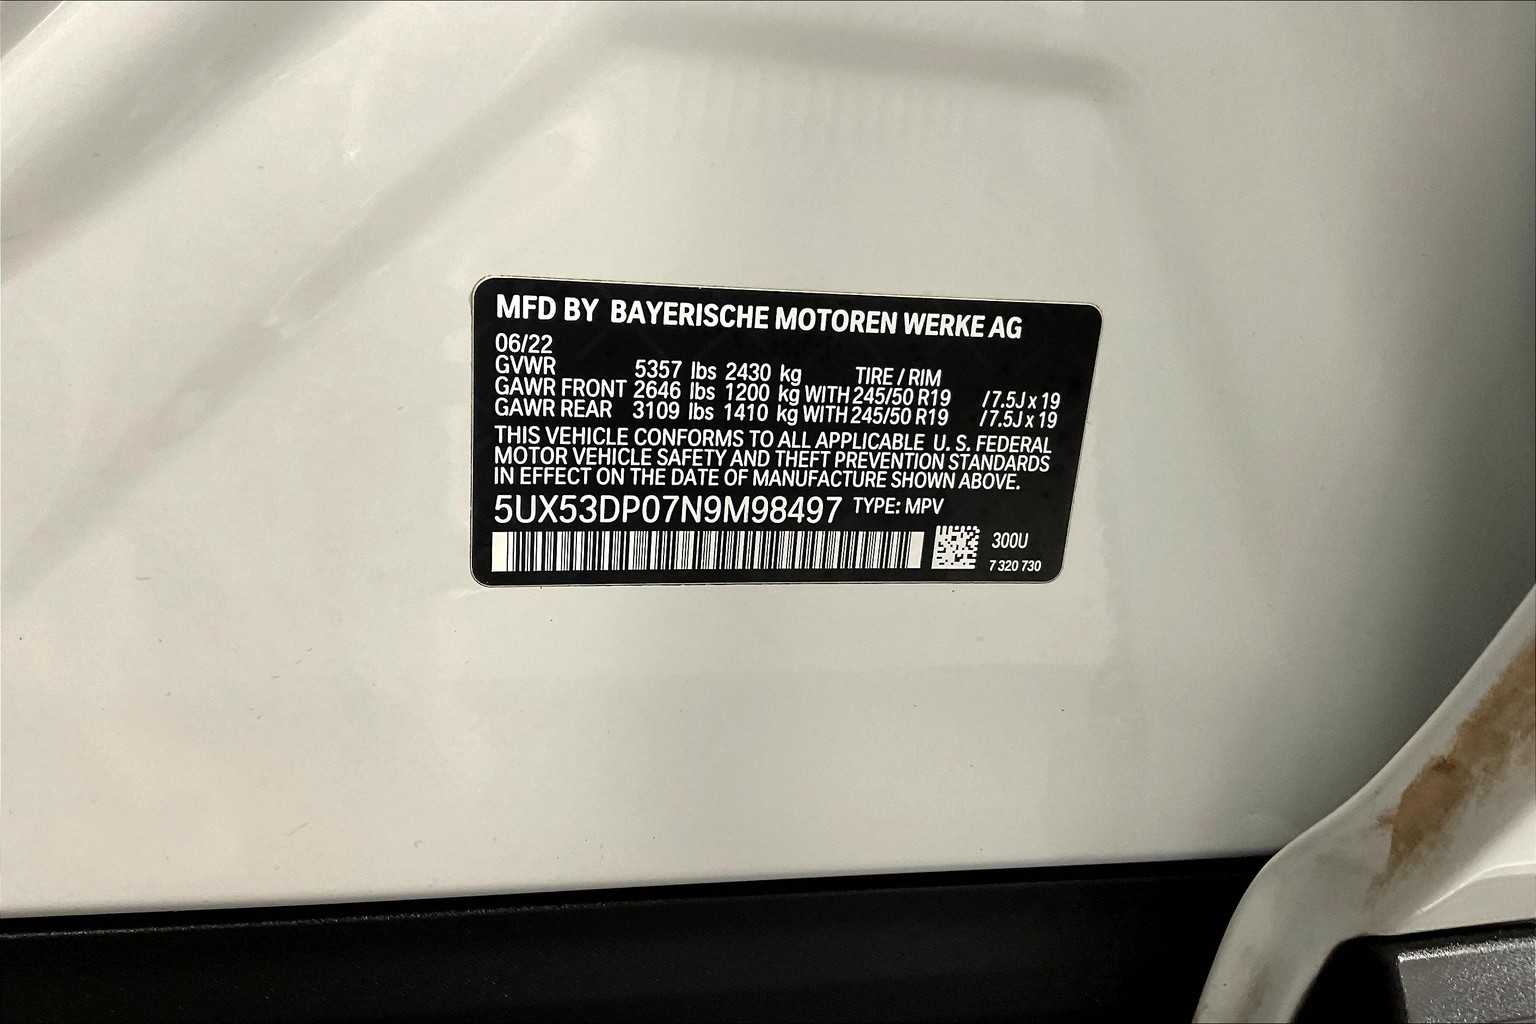 MFD BY BAYERISCHE MOTOREN WERKE AG
06/22
GVWR 5357 lbs 2430 kg TIRE / RIM
GAWR FRONT 2646 lbs 1200 kg WITH 245/50 R19 / 7.5J x 19
GAWR REAR 3109 lbs 1410 kg WITH 245/50 R19 / 7.5J x 19
THIS VEHICLE CONFORMS TO ALL APPLICABLE U. S. FEDERAL
MOTOR VEHICLE SAFETY AND THEFT PREVENTION STANDARDS
IN EFFECT ON THE DATE OF MANUFACTURE SHOWN ABOVE.
5UX53DP07N9M98497 TYPE: MPV
300U
7 320 730